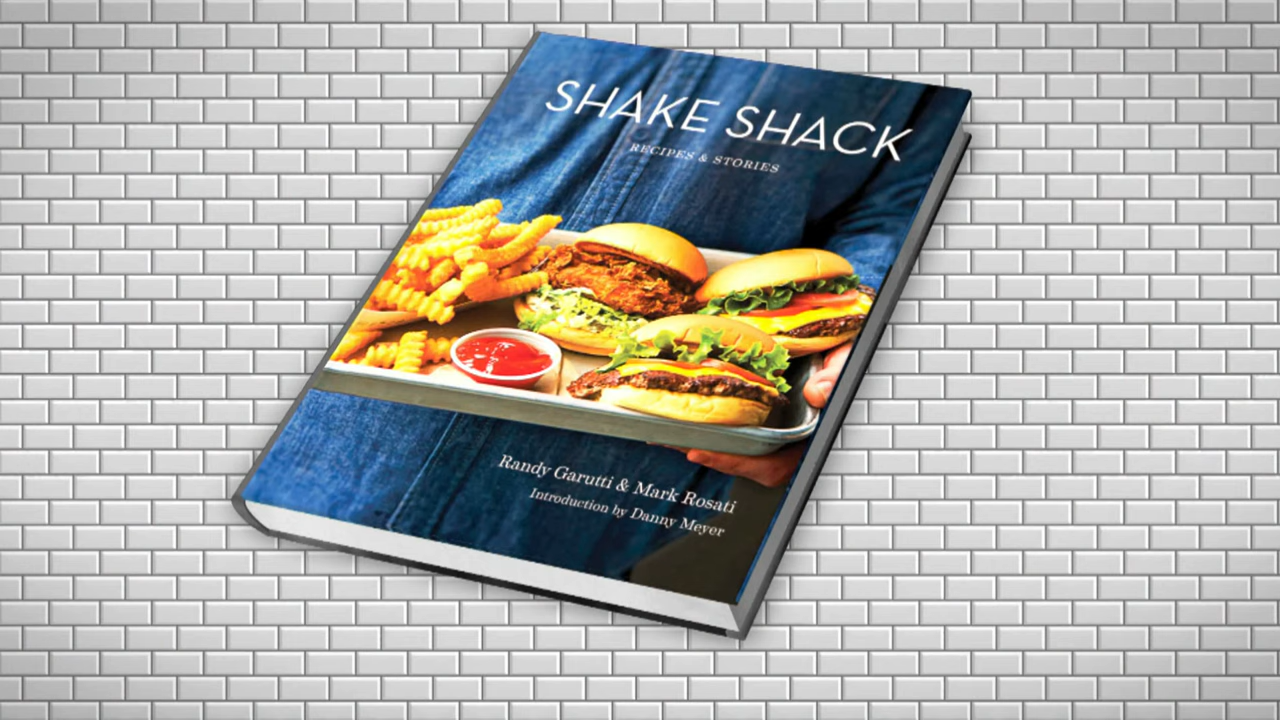 SHAKE SHACK
RECIPES & STORIES
Randy Garutti & Mark Rosati
Introduction by Danny Meyer